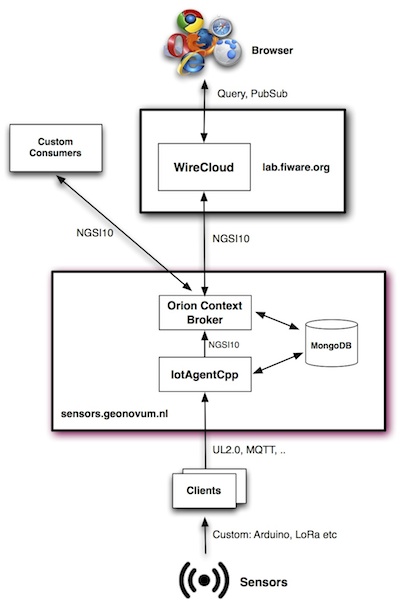 Browser
Query, PubSub
Custom
Consumers
WireCloud
lab.fiware.org
NGSI10
NGSI10
Orion Context
Broker
MongoDB
NGSI10
IotAgentCpp
sensors.geonovum.nl
UL2.0, MQTT, ..
Clients
Custom: Arduino, LoRa etc
Sensors